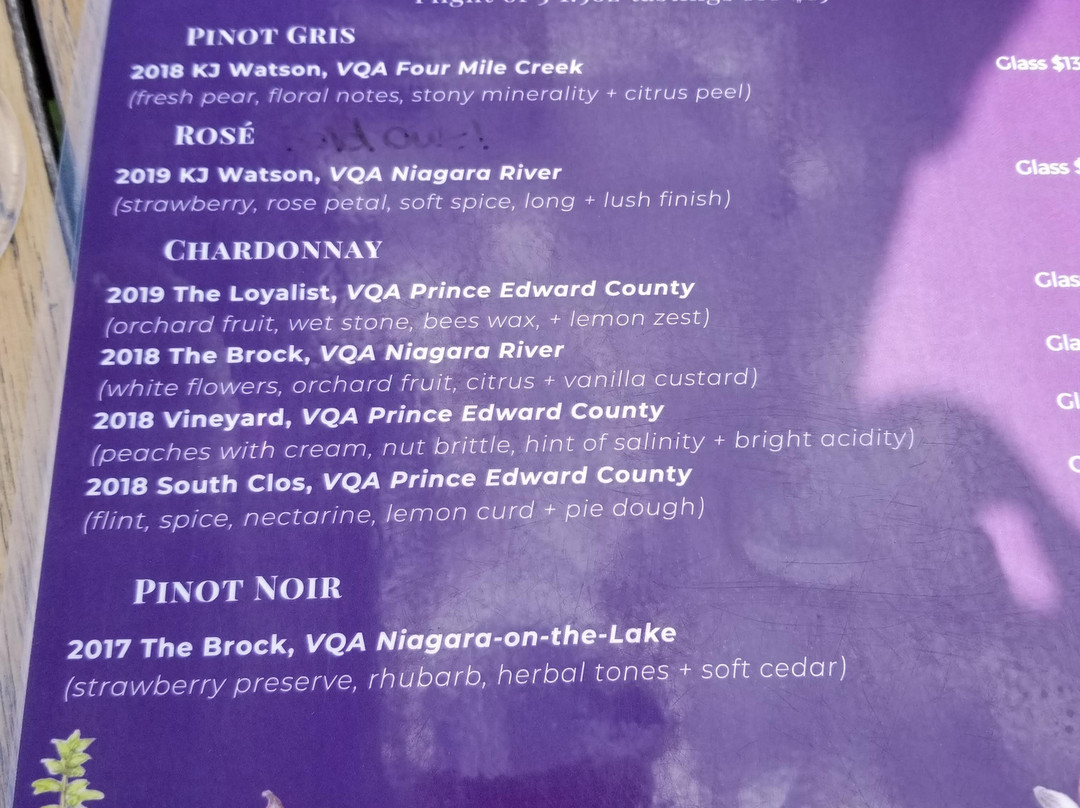 PINOT GRIS
2018 KJ Watson, VQA Four Mile Creek Glass $13
(fresh pear, floral notes, stony minerality + citrus peel)
ROSÉ
2019 KJ Watson, VQA Niagara River Glass $
(strawberry, rose petal, soft spice, long + lush finish)
CHARDONNAY
2019 The Loyalist, VQA Prince Edward County
(orchard fruit, wet stone, bees wax, + lemon zest)
2018 The Brock, VQA Niagara River
(white flowers, orchard fruit, citrus + vanilla custard)
2018 Vineyard, VQA Prince Edward County
(peaches with cream, nut brittle, hint of salinity + bright acidity)
2018 South Clos, VQA Prince Edward County
(flint, spice, nectarine, lemon curd + pie dough)
PINOT NOIR
2017 The Brock, VQA Niagara-on-the-Lake
(strawberry preserve, rhubarb, herbal tones + soft cedar)